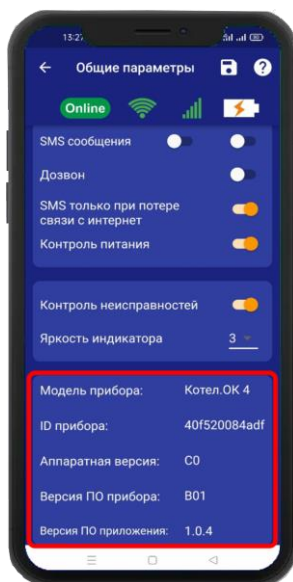 13:2
Общие параметры ?
Online
SMS сообщения
Дозвон
SMS только при потере
связи с интернет
Контроль питания
Контроль неисправностей
Яркость индикатора 3
Модель прибора: Котел.ОК 4
ID прибора: 40f520084adf
Аппаратная версия: C0
Версия ПО прибора: B01
Версия ПО приложения: 1.0.4